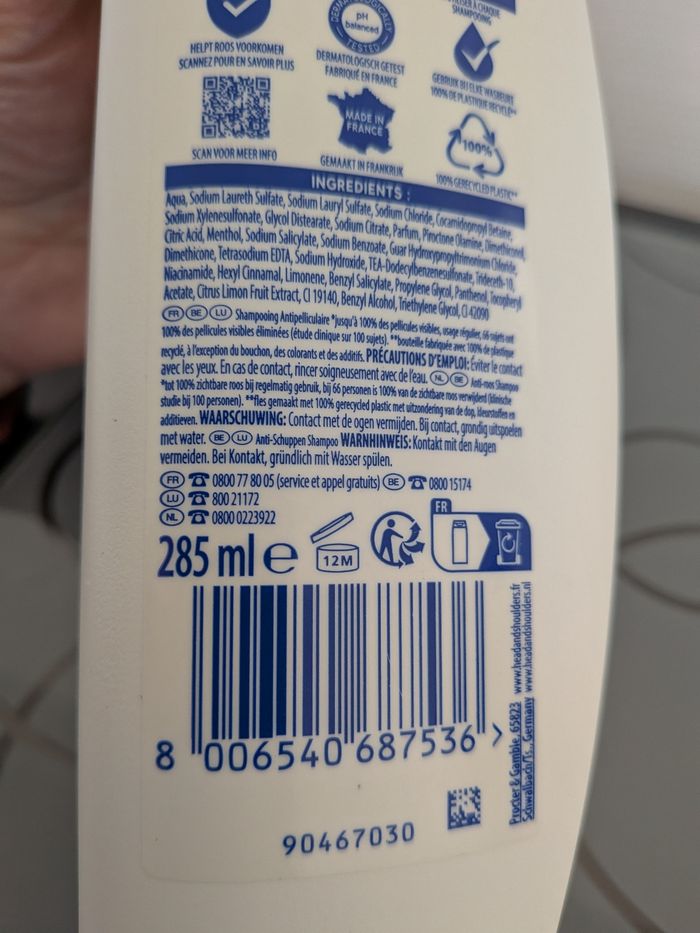 À CHAQUE
SHAMPOOING
DERMATOLOGICALLY
pH
balanced
TESTED
HELPT ROOS VOORKOMEN
SCANNEZ POUR EN SAVOIR PLUS
DERMATOLOGISCH GETEST
FABRIQUÉ EN FRANCE
GEBRUIK BIJ ELKE WASBEURT
100% DE PLASTIQUE RECYCLÉ**
MADE IN
FRANCE
100%
SCAN VOOR MEER INFO
GEMAAKT IN FRANKRIJK
100% GERECYCLED PLASTIC**
INGREDIENTS :
Aqua, Sodium Laureth Sulfate, Sodium Lauryl Sulfate, Sodium Chloride, Cocamidopropyl Betaine,
Sodium Xylenesulfonate, Glycol Distearate, Sodium Citrate, Parfum, Piroctone Olamine, Dimethiconol,
Citric Acid, Menthol, Sodium Salicylate, Sodium Benzoate, Guar Hydroxypropyltrimonium Chloride,
Dimethicone, Tetrasodium EDTA, Sodium Hydroxide, TEA-Dodecylbenzenesulfonate, Trideceth-10,
Niacinamide, Hexyl Cinnamal, Limonene, Benzyl Salicylate, Propylene Glycol, Panthenol, Tocopheryl
Acetate, Citrus Limon Fruit Extract, CI 19140, Benzyl Alcohol, Triethylene Glycol, CI 42090
FR BE LU Shampooing Antipelliculaire *jusqu'à 100% des pellicules visibles, usage régulier, 66 sujets ont
100% des pellicules visibles éliminées (étude clinique sur 100 sujets). **bouteille fabriquée avec 100% de plastique
recyclé, à l'exception du bouchon, des colorants et des additifs. PRÉCAUTIONS D'EMPLOI: Éviter le contact
avec les yeux. En cas de contact, rincer soigneusement avec de l'eau. NL BE Anti-roos Shampoo
*tot 100% zichtbare roos bij regelmatig gebruik, bij 66 personen is 100% van de zichtbare roos verwijderd (klinische
studie bij 100 personen). **fles gemaakt met 100% gerecycled plastic met uitzondering van de dop, kleurstoffen en
additieven. WAARSCHUWING: Contact met de ogen vermijden. Bij contact, grondig uitspoelen
met water. BE LU Anti-Schuppen Shampoo WARNHINWEIS: Kontakt mit den Augen
vermeiden. Bei Kontakt, gründlich mit Wasser spülen.
FR 0800 77 80 05 (service et appel gratuits) BE 0800 15174
LU 800 21172
NL 0800 0223922
285 ml e
12M
FR
8 006540 687536 >
90467030
Procter & Gamble, 65823 www.headandshoulders.fr
Schwalbach/Ts., Germany www.headandshoulders.nl